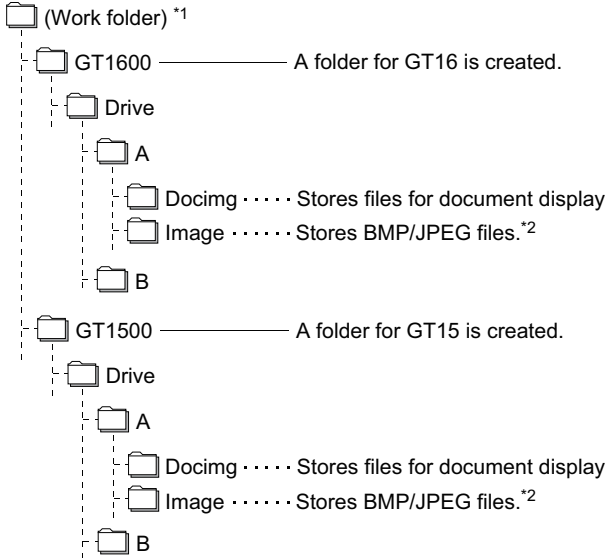 (Work folder) *1
GT1600 A folder for GT16 is created.
Drive
A
Docimg ····· Stores files for document display
Image ······ Stores BMP/JPEG files.*2
B
GT1500 A folder for GT15 is created.
Drive
A
Docimg ····· Stores files for document display
Image ······ Stores BMP/JPEG files.*2
B